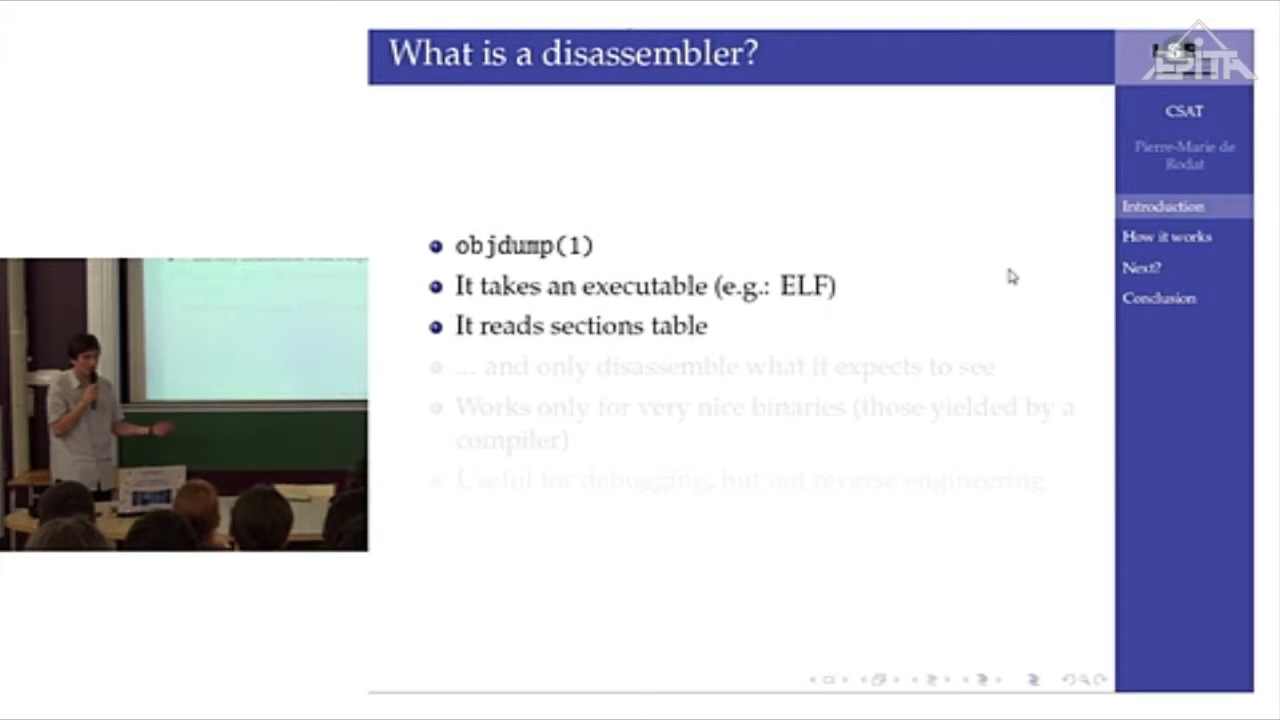 What is a disassembler?
EPITA
CSAT
Pierre-Marie de
Rodat
Introduction
How it works
Next?
Conclusion
objdump(1)
It takes an executable (e.g.: ELF)
It reads sections table
... and only disassemble what it expects to see
Works only for very nice binaries (those yielded by a
compiler)
Useful for debugging, but not reverse engineering